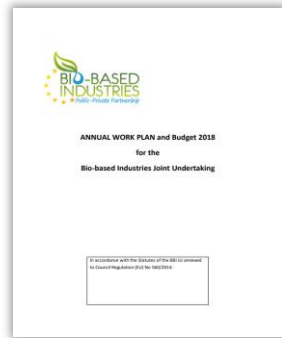 BIO-BASED
INDUSTRIES
Public-Private Partnership
ANNUAL WORK PLAN and Budget 2018
for the
Bio-based Industries Joint Undertaking
In accordance with the Statutes of the BBI JU annexed
to Council Regulation (EU) No 560/2014.